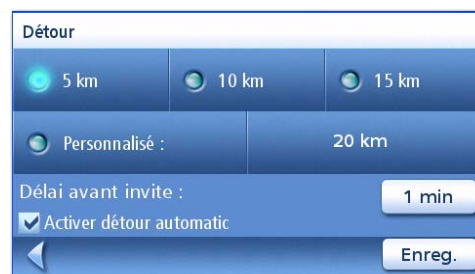 Détour
5 km 10 km 15 km
Personnalisé : 20 km
Délai avant invite : 1 min
Activer détour automatic
Enreg.